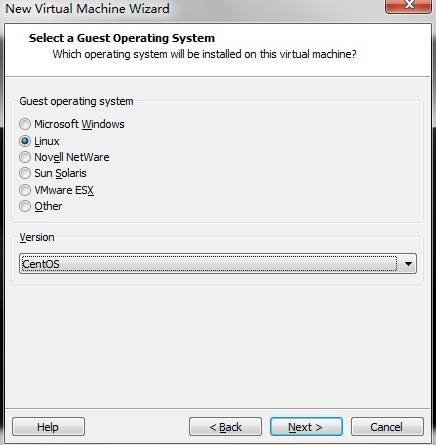 New Virtual Machine Wizard
Select a Guest Operating System
Which operating system will be installed on this virtual machine?
Guest operating system
Microsoft Windows
Linux
Novell NetWare
Sun Solaris
VMware ESX
Other
Version
CentOS
Help
< Back
Next >
Cancel